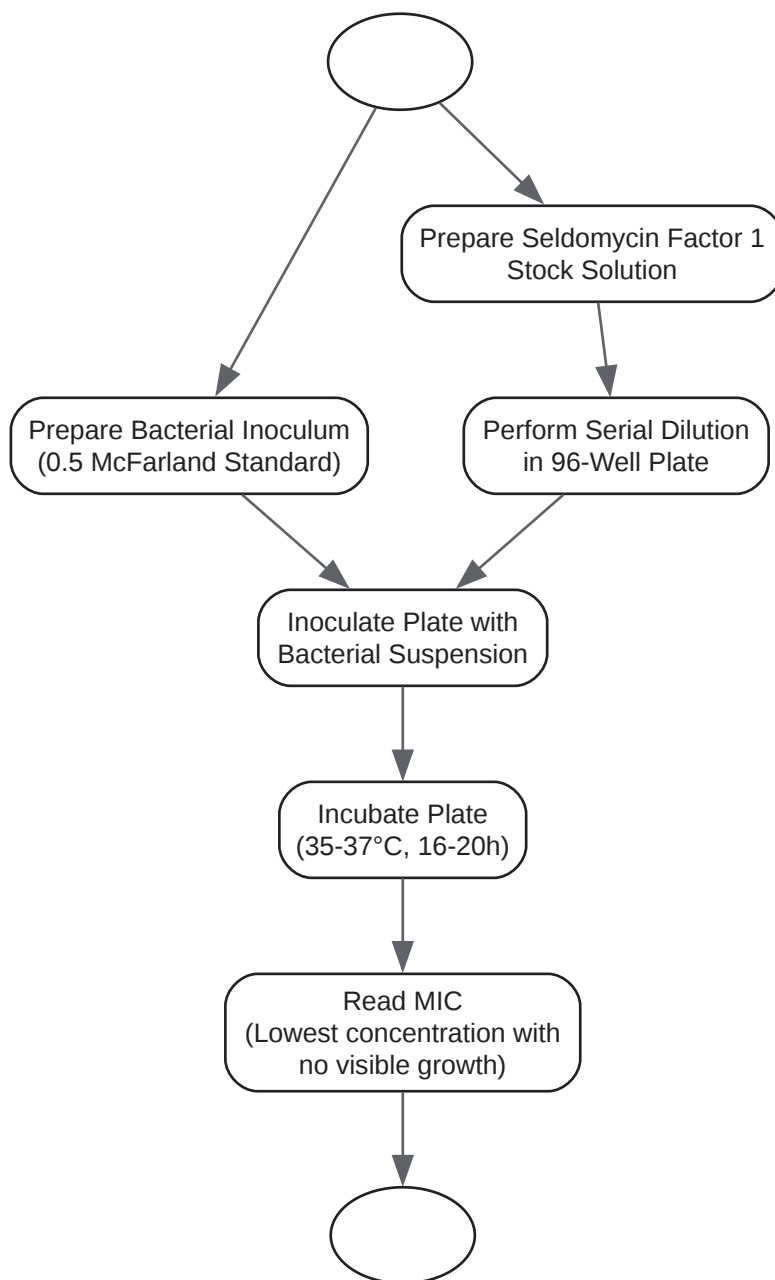 Prepare Seldomycin Factor 1
Stock Solution
Prepare Bacterial Inoculum
(0.5 McFarland Standard)
Perform Serial Dilution
in 96-Well Plate
Inoculate Plate with
Bacterial Suspension
Incubate Plate
(35-37°C, 16-20h)
Read MIC
(Lowest concentration with
no visible growth)